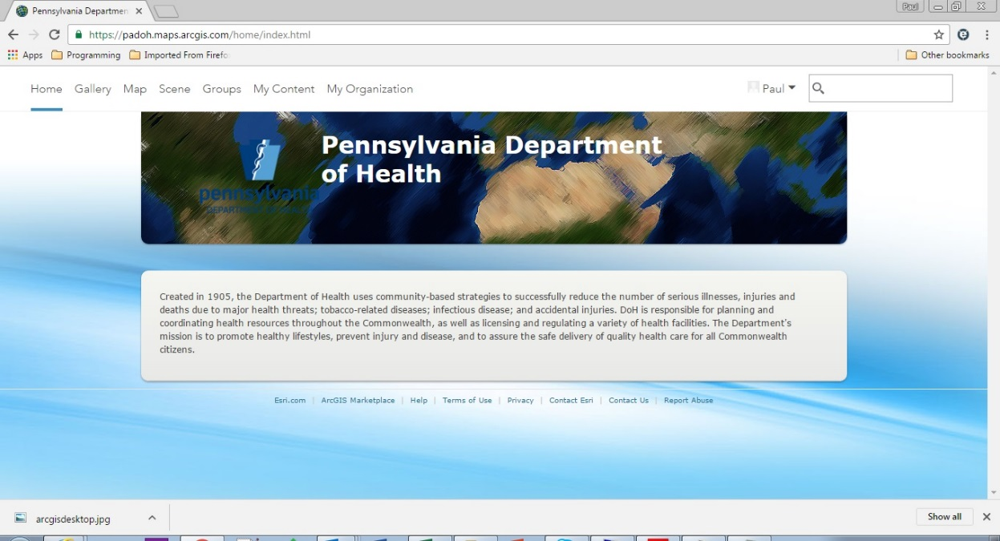 Pennsylvania Departmen
Paul
https://padoh.maps.arcgis.com/home/index.html
Apps Programming Imported From Firefo Other bookmarks
Home Gallery Map Scene Groups My Content My Organization Paul
Pennsylvania Department
of Health
pennsylvania
DEPARTMENT OF HEALTH
Created in 1905, the Department of Health uses community-based strategies to successfully reduce the number of serious illnesses, injuries and
deaths due to major health threats; tobacco-related diseases; infectious disease; and accidental injuries. DoH is responsible for planning and
coordinating health resources throughout the Commonwealth, as well as licensing and regulating a variety of health facilities. The Department's
mission is to promote healthy lifestyles, prevent injury and disease, and to assure the safe delivery of quality health care for all Commonwealth
citizens.
Esri.com | ArcGIS Marketplace | Help | Terms of Use | Privacy | Contact Esri | Contact Us | Report Abuse
arcgisdesktop.jpg Show all